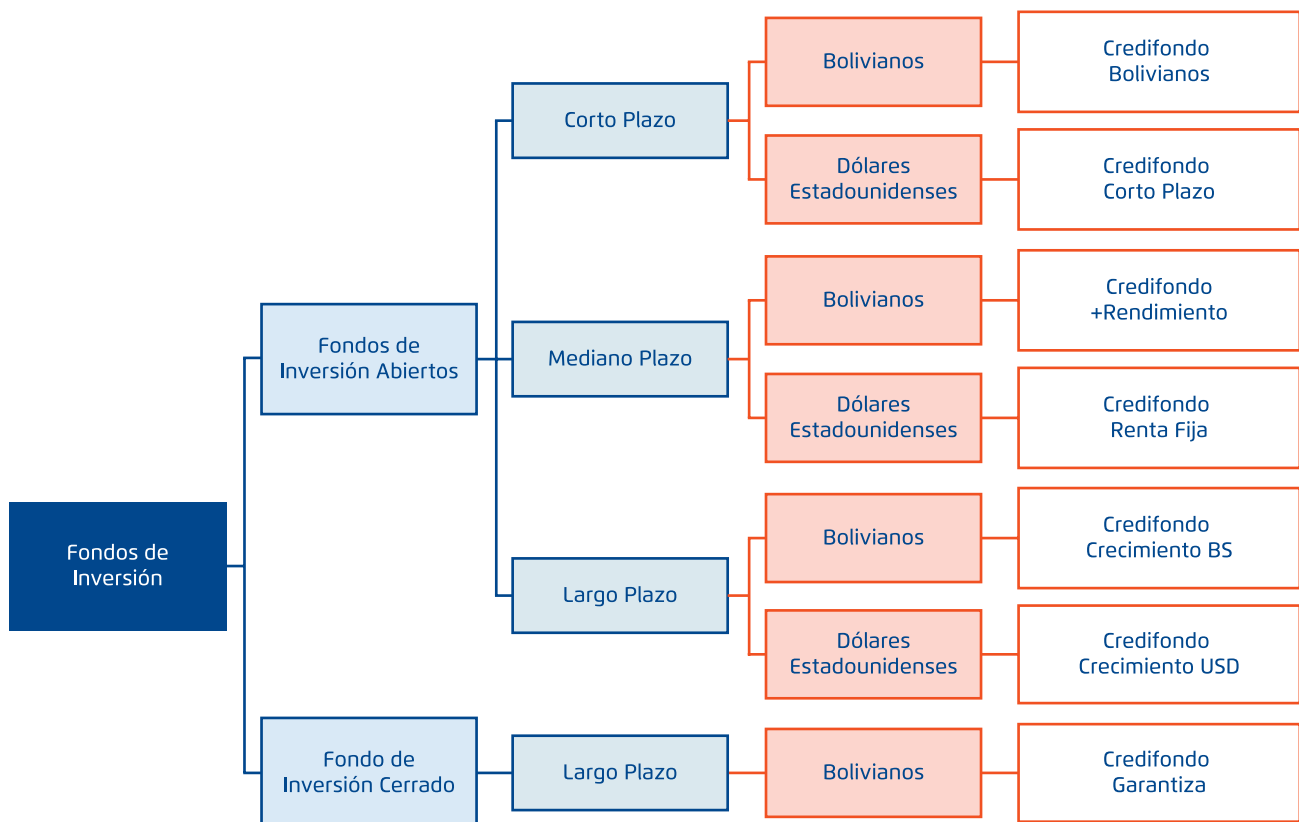 Fondos de
Inversión
Fondos de
Inversión Abiertos
Corto Plazo
Bolivianos
Credifondo
Bolivianos
Dólares
Estadounidenses
Credifondo
Corto Plazo
Mediano Plazo
Bolivianos
Credifondo
+Rendimiento
Dólares
Estadounidenses
Credifondo
Renta Fija
Largo Plazo
Bolivianos
Credifondo
Crecimiento BS
Dólares
Estadounidenses
Credifondo
Crecimiento USD
Fondo de
Inversión Cerrado
Largo Plazo
Bolivianos
Credifondo
Garantiza